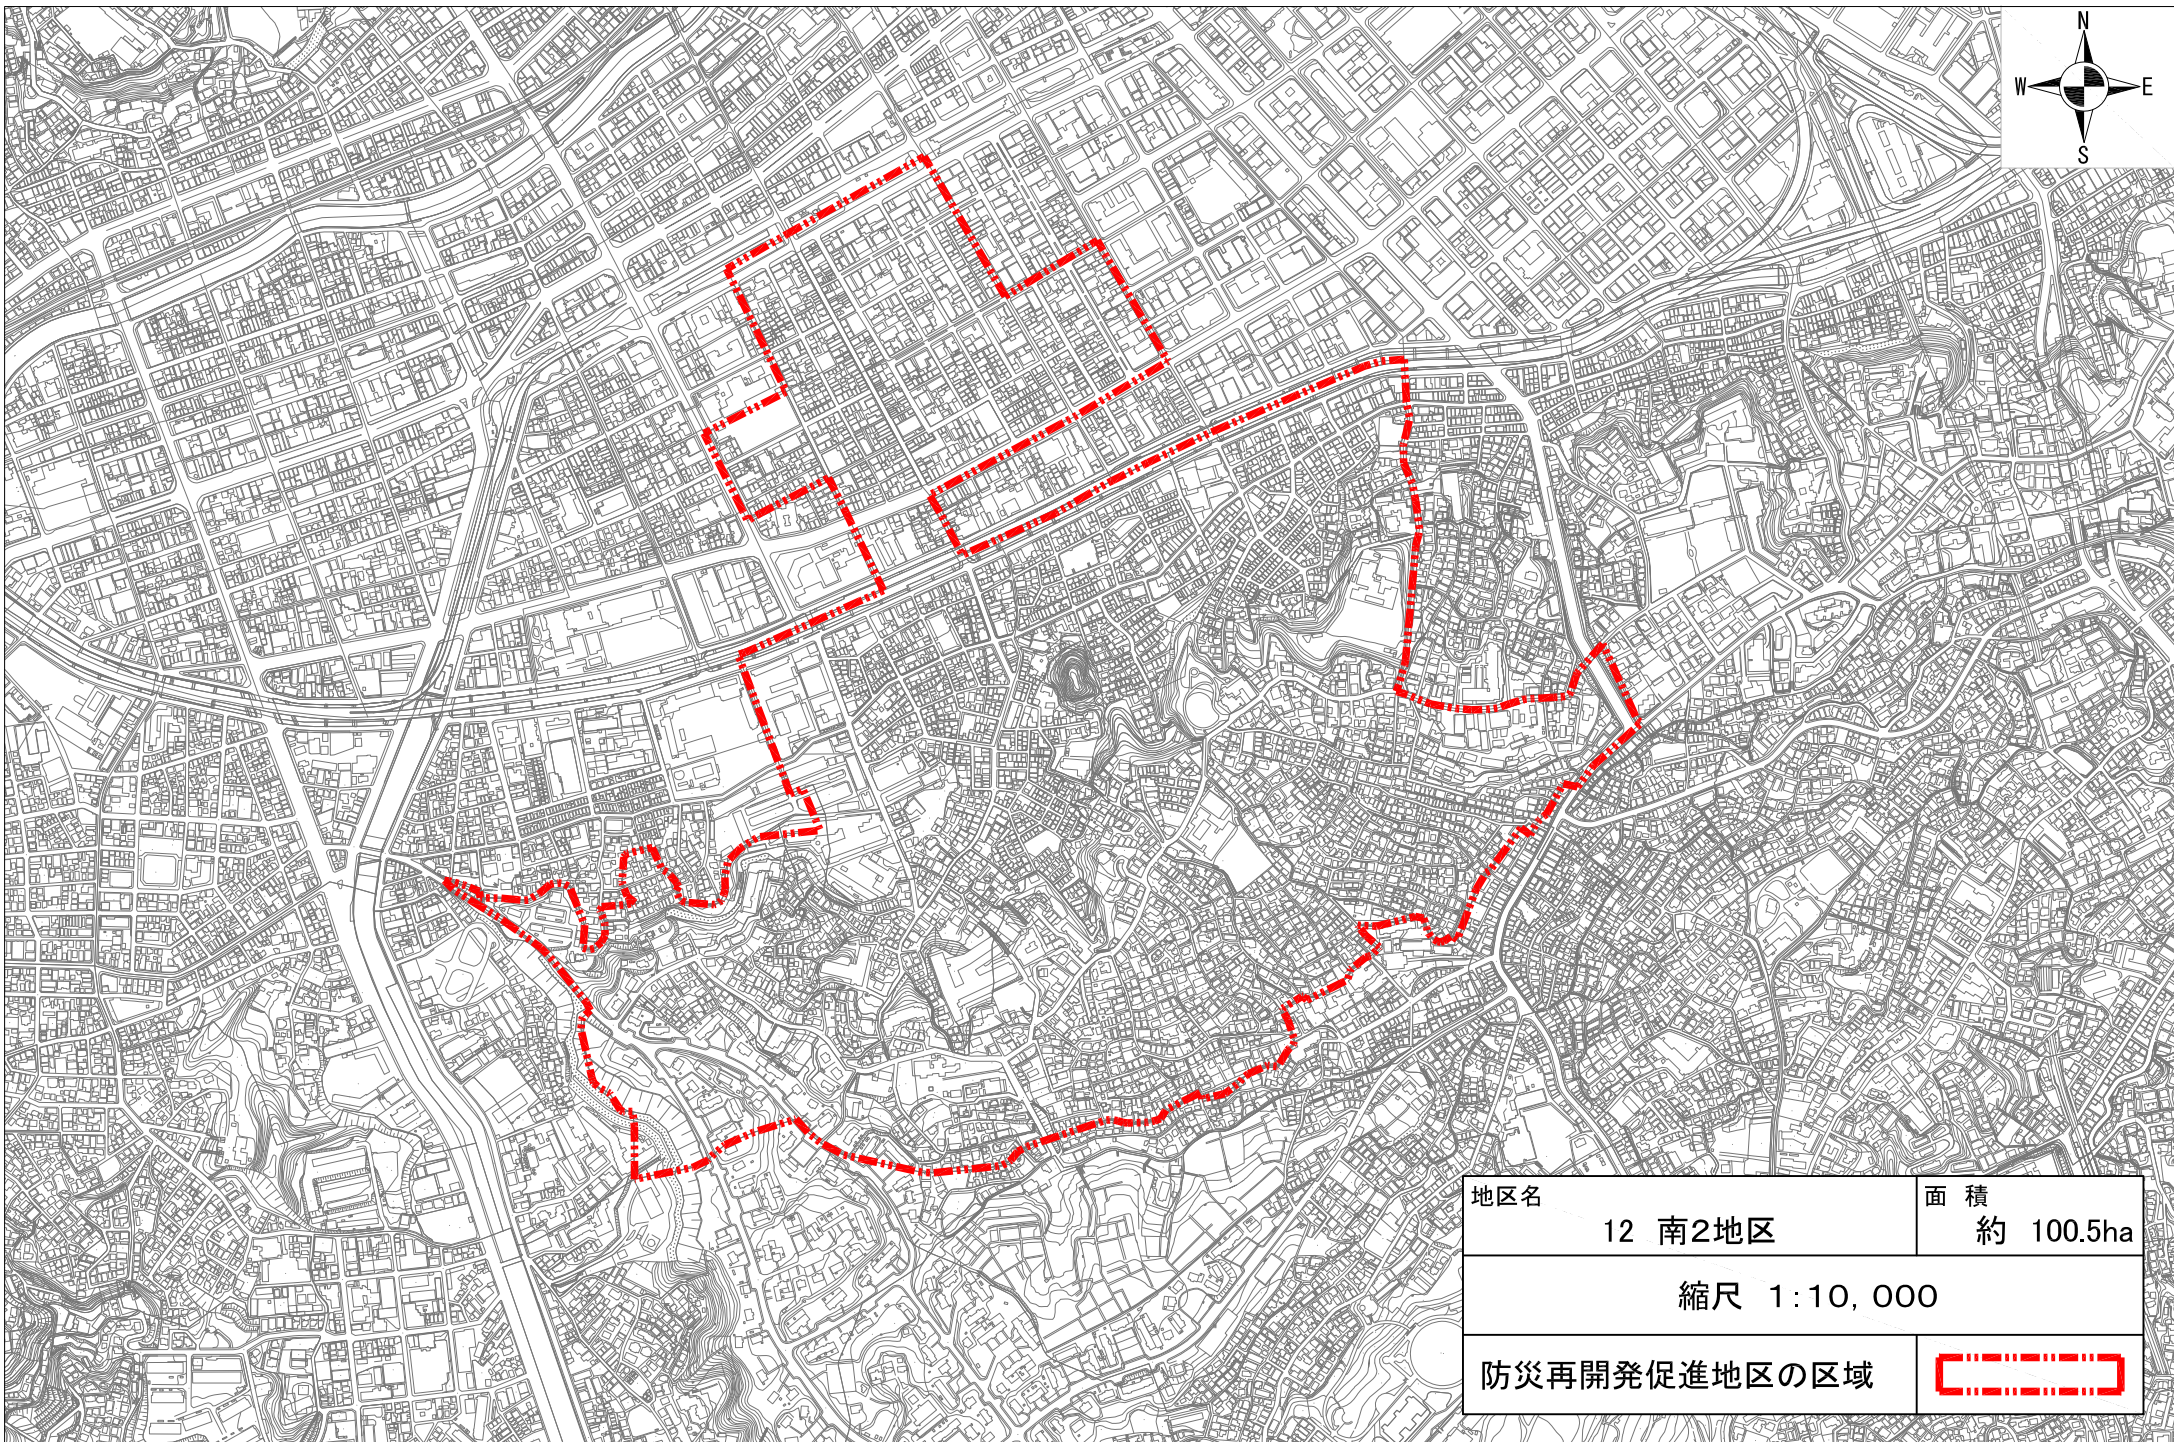 N
W E
S
地区名
12 南2地区
面 積
約 100.5ha
縮尺 1:10,000
防災再開発促進地区の区域